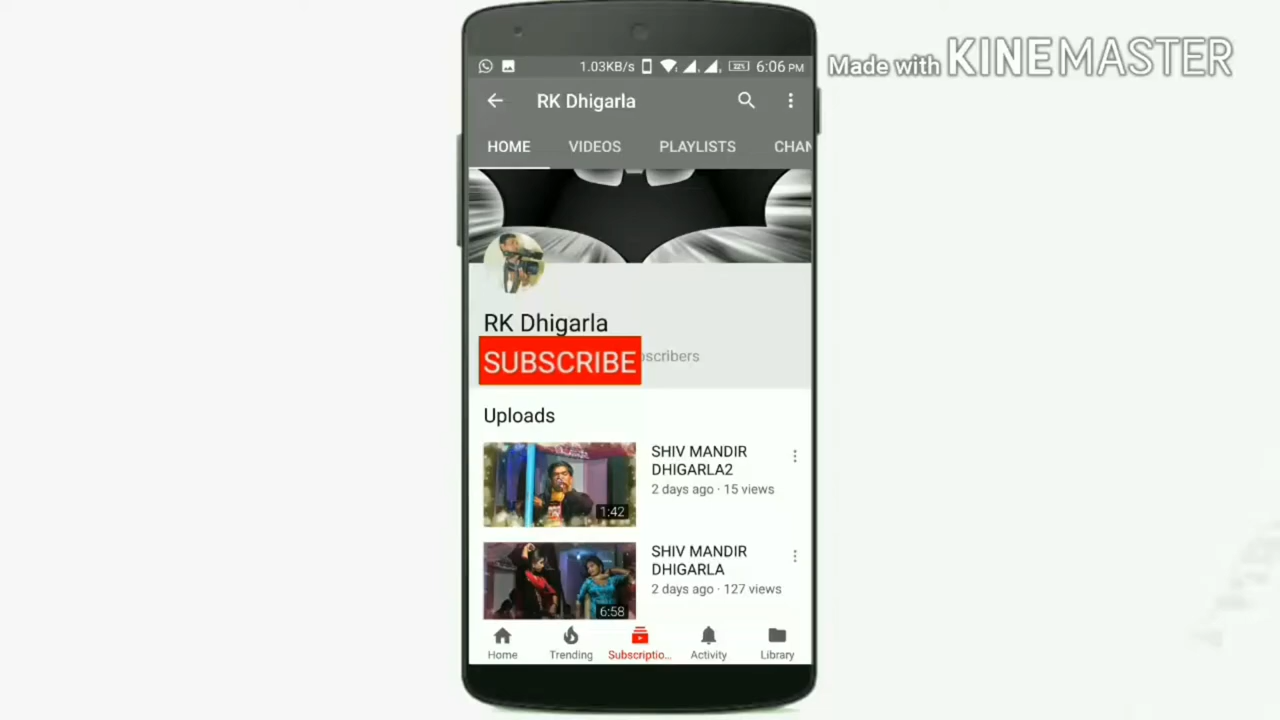 Made with KINEMASTER
1.03KB/s 32% 6:06 PM
RK Dhigarla
HOME VIDEOS PLAYLISTS CHAN
RK Dhigarla
SUBSCRIBE scribers
Uploads
SHIV MANDIR
DHIGARLA2
2 days ago · 15 views
1:42
SHIV MANDIR
DHIGARLA
2 days ago · 127 views
6:58
Home Trending Subscriptio... Activity Library